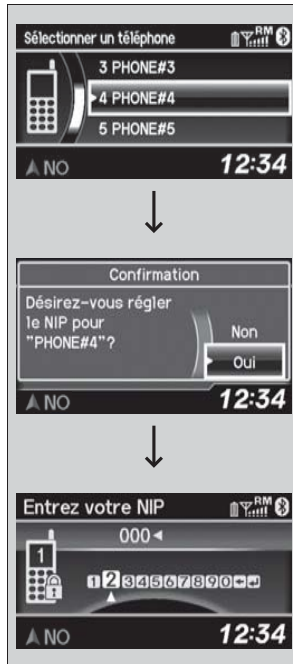 Sélectionner un téléphone RM
3 PHONE#3
4 PHONE#4
5 PHONE#5
NO 12:34
Confirmation
Désirez-vous régler
le NIP pour
"PHONE#4"?
Non
Oui
NO 12:34
Entrez votre NIP RM
000
1
1234567890
NO 12:34